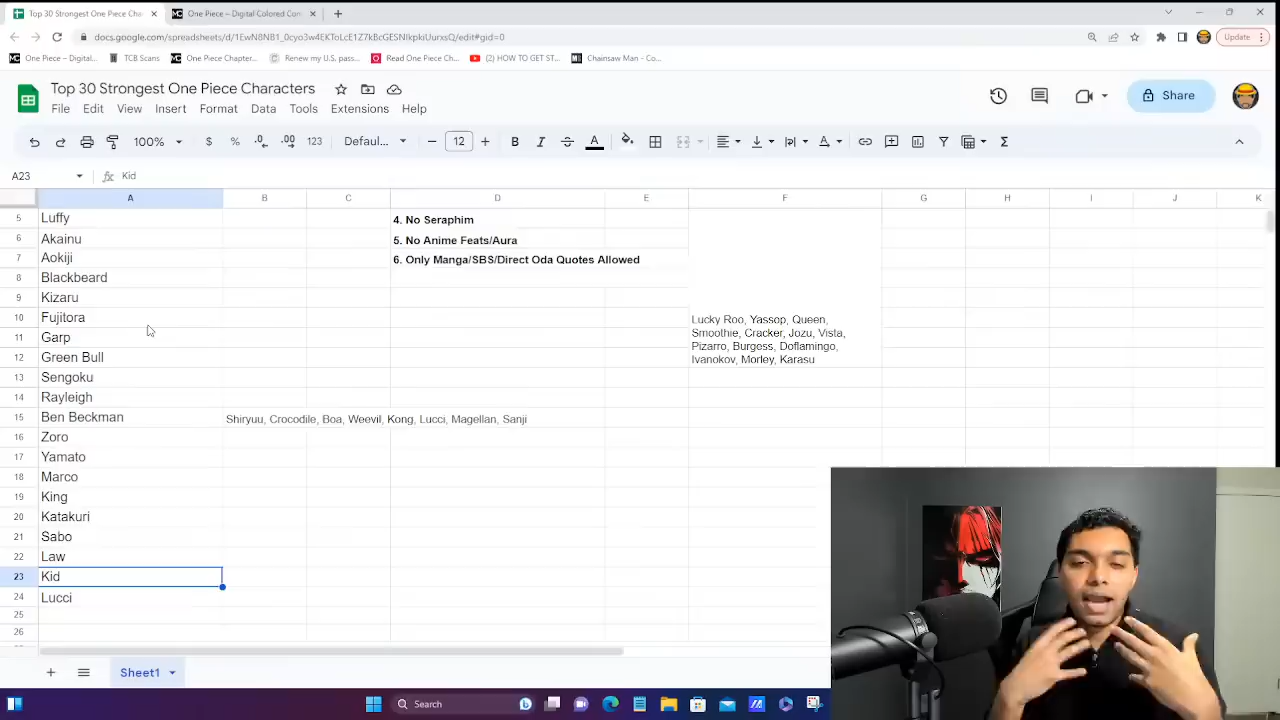 Top 30 Strongest One Piece Char
One Piece – Digital Colored Con
docs.google.com/spreadsheets/d/
Update
One Piece – Digital...
TCB Scans
One Piece Chapter...
Renew my U.S. pass...
Read One Piece Ch...
(2) HOW TO GET ST...
Chainsaw Man - Co...
Top 30 Strongest One Piece Characters
File Edit View Insert Format Data Tools Extensions Help
Share
100% $ % .0 .00 123 Defaul... − 12 + B I A Σ
A23 fx Kid
A B C D E F G H I J K
5 Luffy 4. No Seraphim
6 Akainu 5. No Anime Feats/Aura
7 Aokiji 6. Only Manga/SBS/Direct Oda Quotes Allowed
8 Blackbeard
9 Kizaru
10 Fujitora
Lucky Roo, Yassop, Queen,
Smoothie, Cracker, Jozu, Vista,
Pizarro, Burgess, Doflamingo,
Ivanokov, Morley, Karasu
11 Garp
12 Green Bull
13 Sengoku
14 Rayleigh
15 Ben Beckman Shiryuu, Crocodile, Boa, Weevil, Kong, Lucci, Magellan, Sanji
16 Zoro
17 Yamato
18 Marco
19 King
20 Katakuri
21 Sabo
22 Law
23 Kid
24 Lucci
25
26
Sheet1
Search